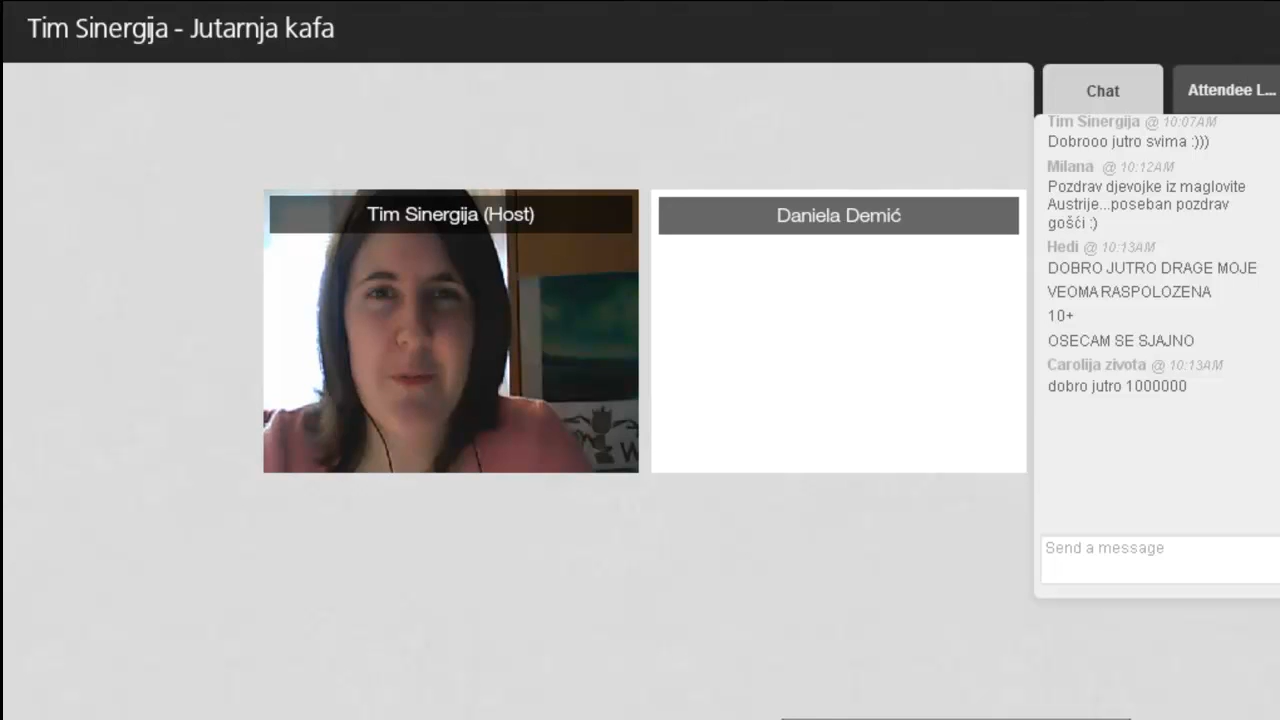 Tim Sinergija - Jutarnja kafa
Tim Sinergija (Host)
Daniela Demić
Chat
Attendee L...
Tim Sinergija @ 10:07AM
Dobrooo jutro svima :)))
Milana @ 10:12AM
Pozdrav djevojke iz maglovite
Austrije...poseban pozdrav
gošći :)
Hedi @ 10:13AM
DOBRO JUTRO DRAGE MOJE
VEOMA RASPOLOZENA
10+
OSECAM SE SJAJNO
Carolija zivota @ 10:13AM
dobro jutro 1000000
Send a message
W